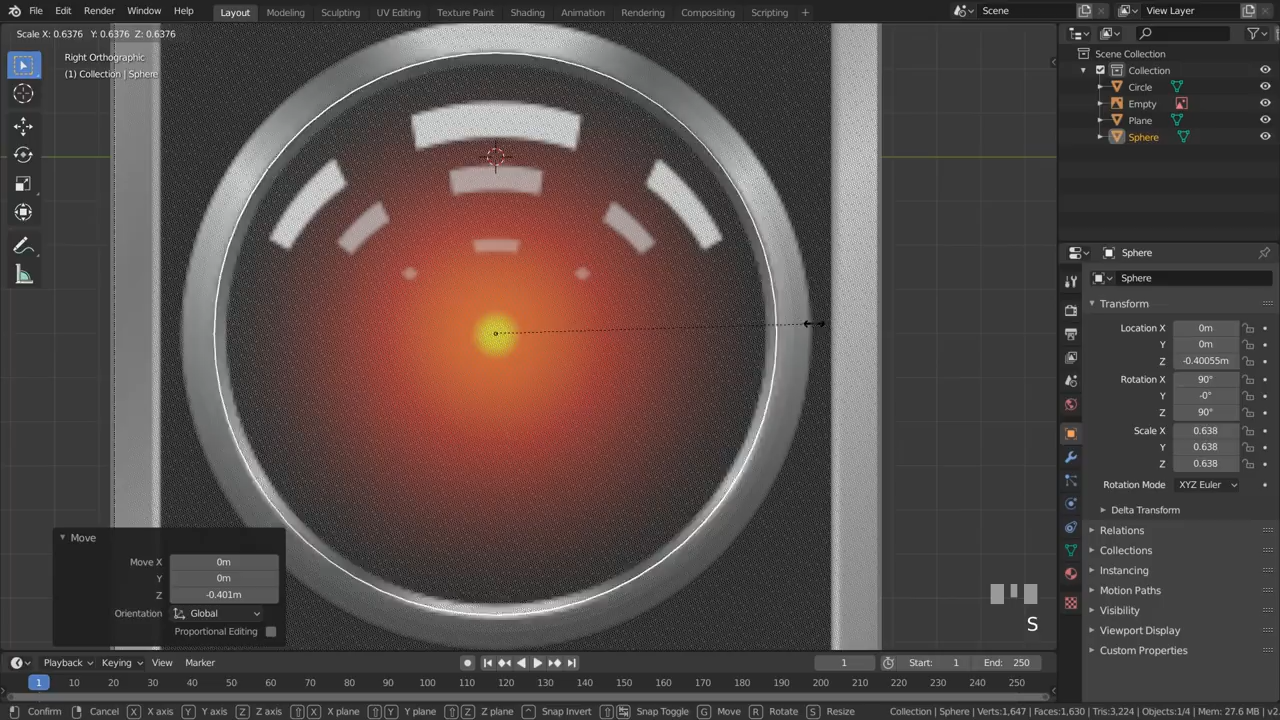 File Edit Render Window Help Layout Modeling Sculpting UV Editing Texture Paint Shading Animation Rendering Compositing Scripting + Scene View Layer
Scale X: 0.6376 Y: 0.6376 Z: 0.6376
Right Orthographic
(1) Collection | Sphere
Scene Collection
Collection
Circle
Empty
Plane
Sphere
Sphere
Sphere
Transform
Location X 0m
Y 0m
Z -0.40055m
Rotation X 90°
Y -0°
Z 90°
Scale X 0.638
Y 0.638
Z 0.638
Rotation Mode XYZ Euler
Delta Transform
Relations
Collections
Instancing
Motion Paths
Visibility
Viewport Display
Custom Properties
Move
Move X 0m
Y 0m
Z -0.401m
Orientation Global
Proportional Editing
S
Playback Keying View Marker 1 Start: 1 End: 250
1 10 20 30 40 50 60 70 80 90 100 110 120 130 140 150 160 170 180 190 200 210 220 230 240 250
Confirm Cancel X X axis Y Y axis Z Z axis X X plane Y Y plane Z Z plane Snap Invert Snap Toggle G Move R Rotate S Resize Collection | Sphere | Verts:1,647 | Faces:1,630 | Tris:3,224 | Objects:1/4 | Mem: 27.6 MB | v2